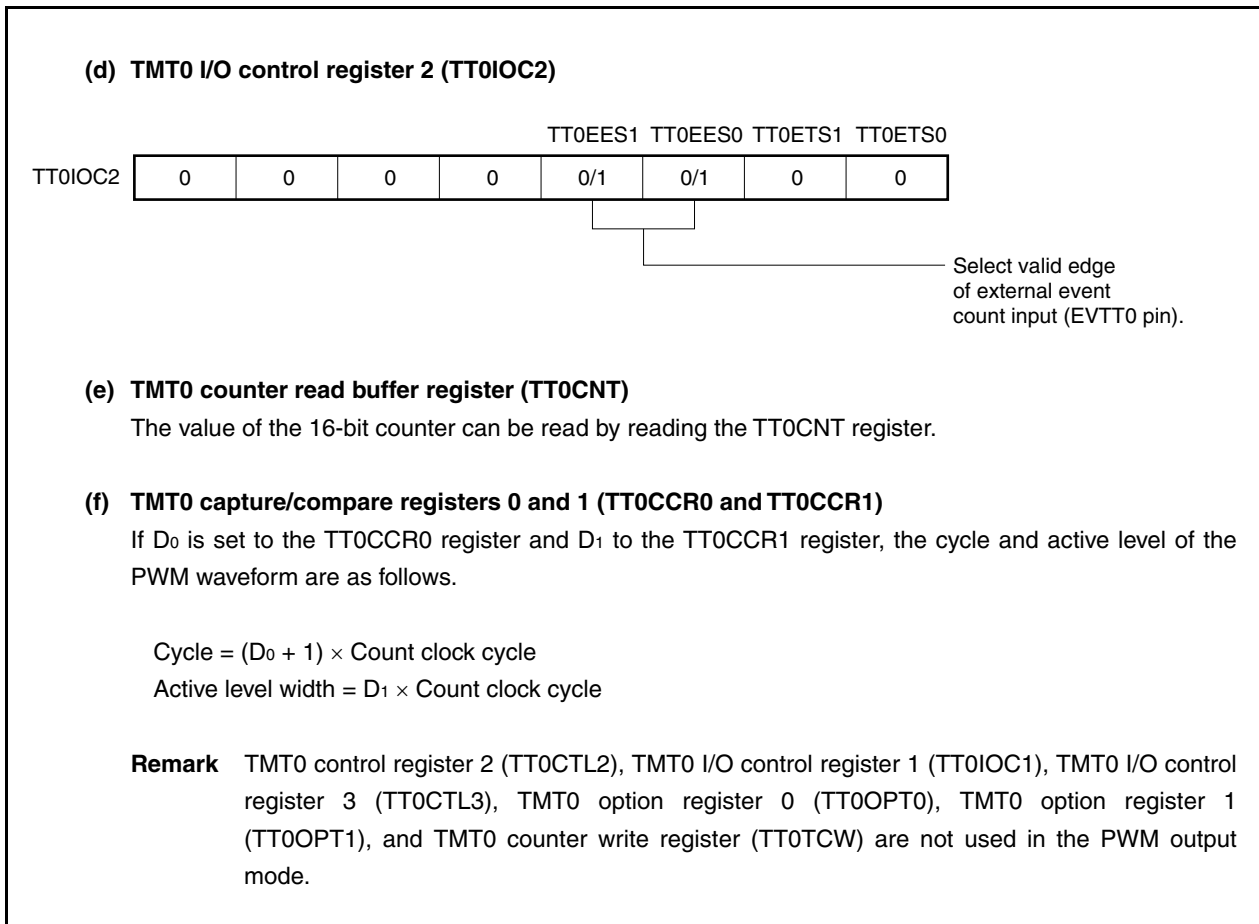 (d) TMT0 I/O control register 2 (TT0IOC2)
TT0EES1 TT0EES0 TT0ETS1 TT0ETS0
TT0IOC2 0 0 0 0 0/1 0/1 0 0
Select valid edge
of external event
count input (EVTT0 pin).
(e) TMT0 counter read buffer register (TT0CNT)
The value of the 16-bit counter can be read by reading the TT0CNT register.
(f) TMT0 capture/compare registers 0 and 1 (TT0CCR0 and TT0CCR1)
If D0 is set to the TT0CCR0 register and D1 to the TT0CCR1 register, the cycle and active level of the
PWM waveform are as follows.
Cycle = (D0 + 1) × Count clock cycle
Active level width = D1 × Count clock cycle
Remark TMT0 control register 2 (TT0CTL2), TMT0 I/O control register 1 (TT0IOC1), TMT0 I/O control
register 3 (TT0CTL3), TMT0 option register 0 (TT0OPT0), TMT0 option register 1
(TT0OPT1), and TMT0 counter write register (TT0TCW) are not used in the PWM output
mode.